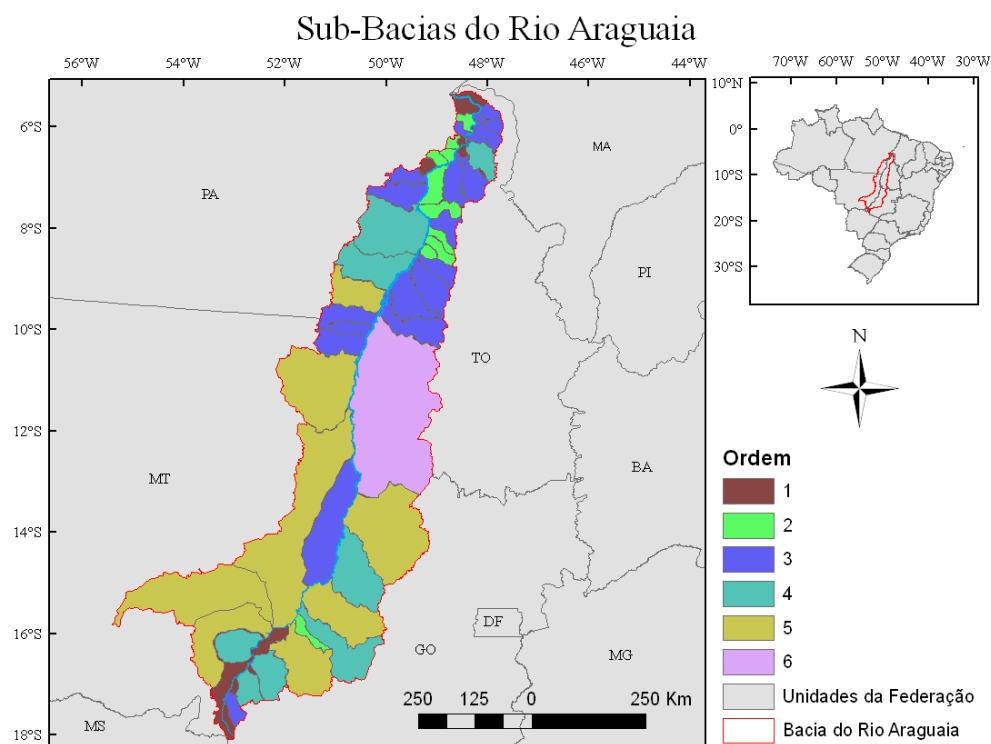 Sub-Bacias do Rio Araguaia
56°W 54°W 52°W 50°W 48°W 46°W 44°W
70°W 60°W 50°W 40°W 30°W
10°N
0°
10°S
20°S
30°S
6°S
8°S
10°S
12°S
14°S
16°S
18°S
MA
PA
PI
TO
MT
BA
DF
GO
MG
MS
N
250 125 0 250 Km
Ordem
1
2
3
4
5
6
Unidades da Federação
Bacia do Rio Araguaia